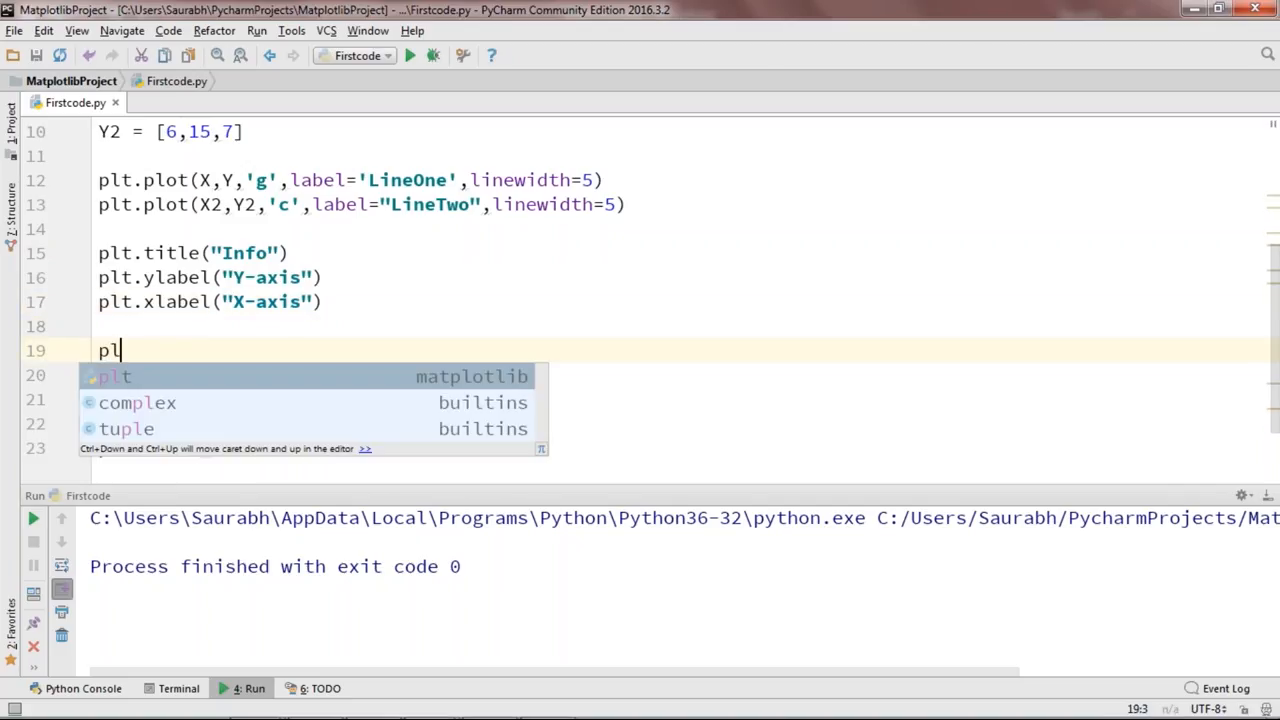 MatplotlibProject - [C:\Users\Saurabh\PycharmProjects\MatplotlibProject] - ...\Firstcode.py - PyCharm Community Edition 2016.3.2
File Edit View Navigate Code Refactor Run Tools VCS Window Help
Firstcode
MatplotlibProject Firstcode.py
Firstcode.py
1: Project
Z: Structure
2: Favorites
10 Y2 = [6,15,7]
11
12 plt.plot(X,Y,'g',label='LineOne',linewidth=5)
13 plt.plot(X2,Y2,'c',label="LineTwo",linewidth=5)
14
15 plt.title("Info")
16 plt.ylabel("Y-axis")
17 plt.xlabel("X-axis")
18
19 pl
20 plt matplotlib
21 complex builtins
22 tuple builtins
Ctrl+Down and Ctrl+Up will move caret down and up in the editor >> π
23
Run Firstcode
C:\Users\Saurabh\AppData\Local\Programs\Python\Python36-32\python.exe C:/Users/Saurabh/PycharmProjects/Mat
Process finished with exit code 0
Python Console Terminal 4: Run 6: TODO Event Log
19:3 n/a UTF-8